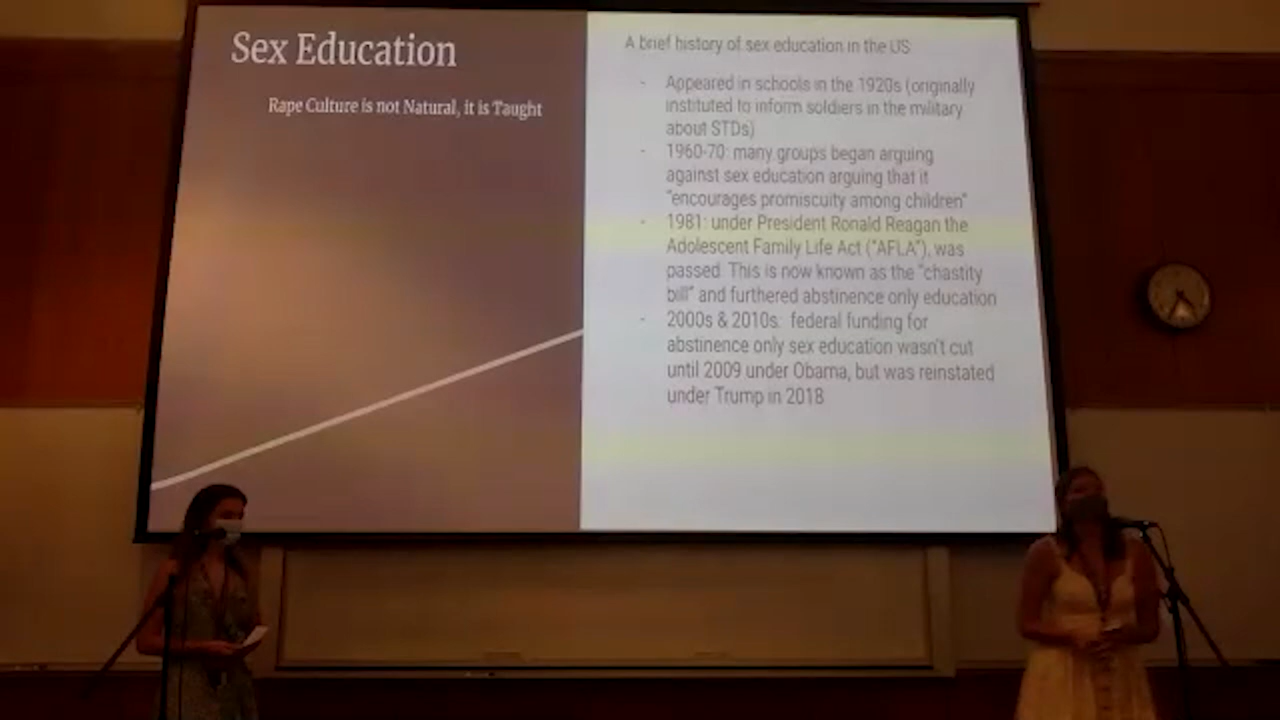 Sex Education
Rape Culture is not Natural, it is Taught
A brief history of sex education in the US
- Appeared in schools in the 1920s (originally
instituted to inform soldiers in the military
about STDs)
- 1960-70: many groups began arguing
against sex education arguing that it
"encourages promiscuity among children"
- 1981: under President Ronald Reagan the
Adolescent Family Life Act ("AFLA"), was
passed. This is now known as the "chastity
bill" and furthered abstinence only education
- 2000s & 2010s: federal funding for
abstinence only sex education wasn't cut
until 2009 under Obama, but was reinstated
under Trump in 2018